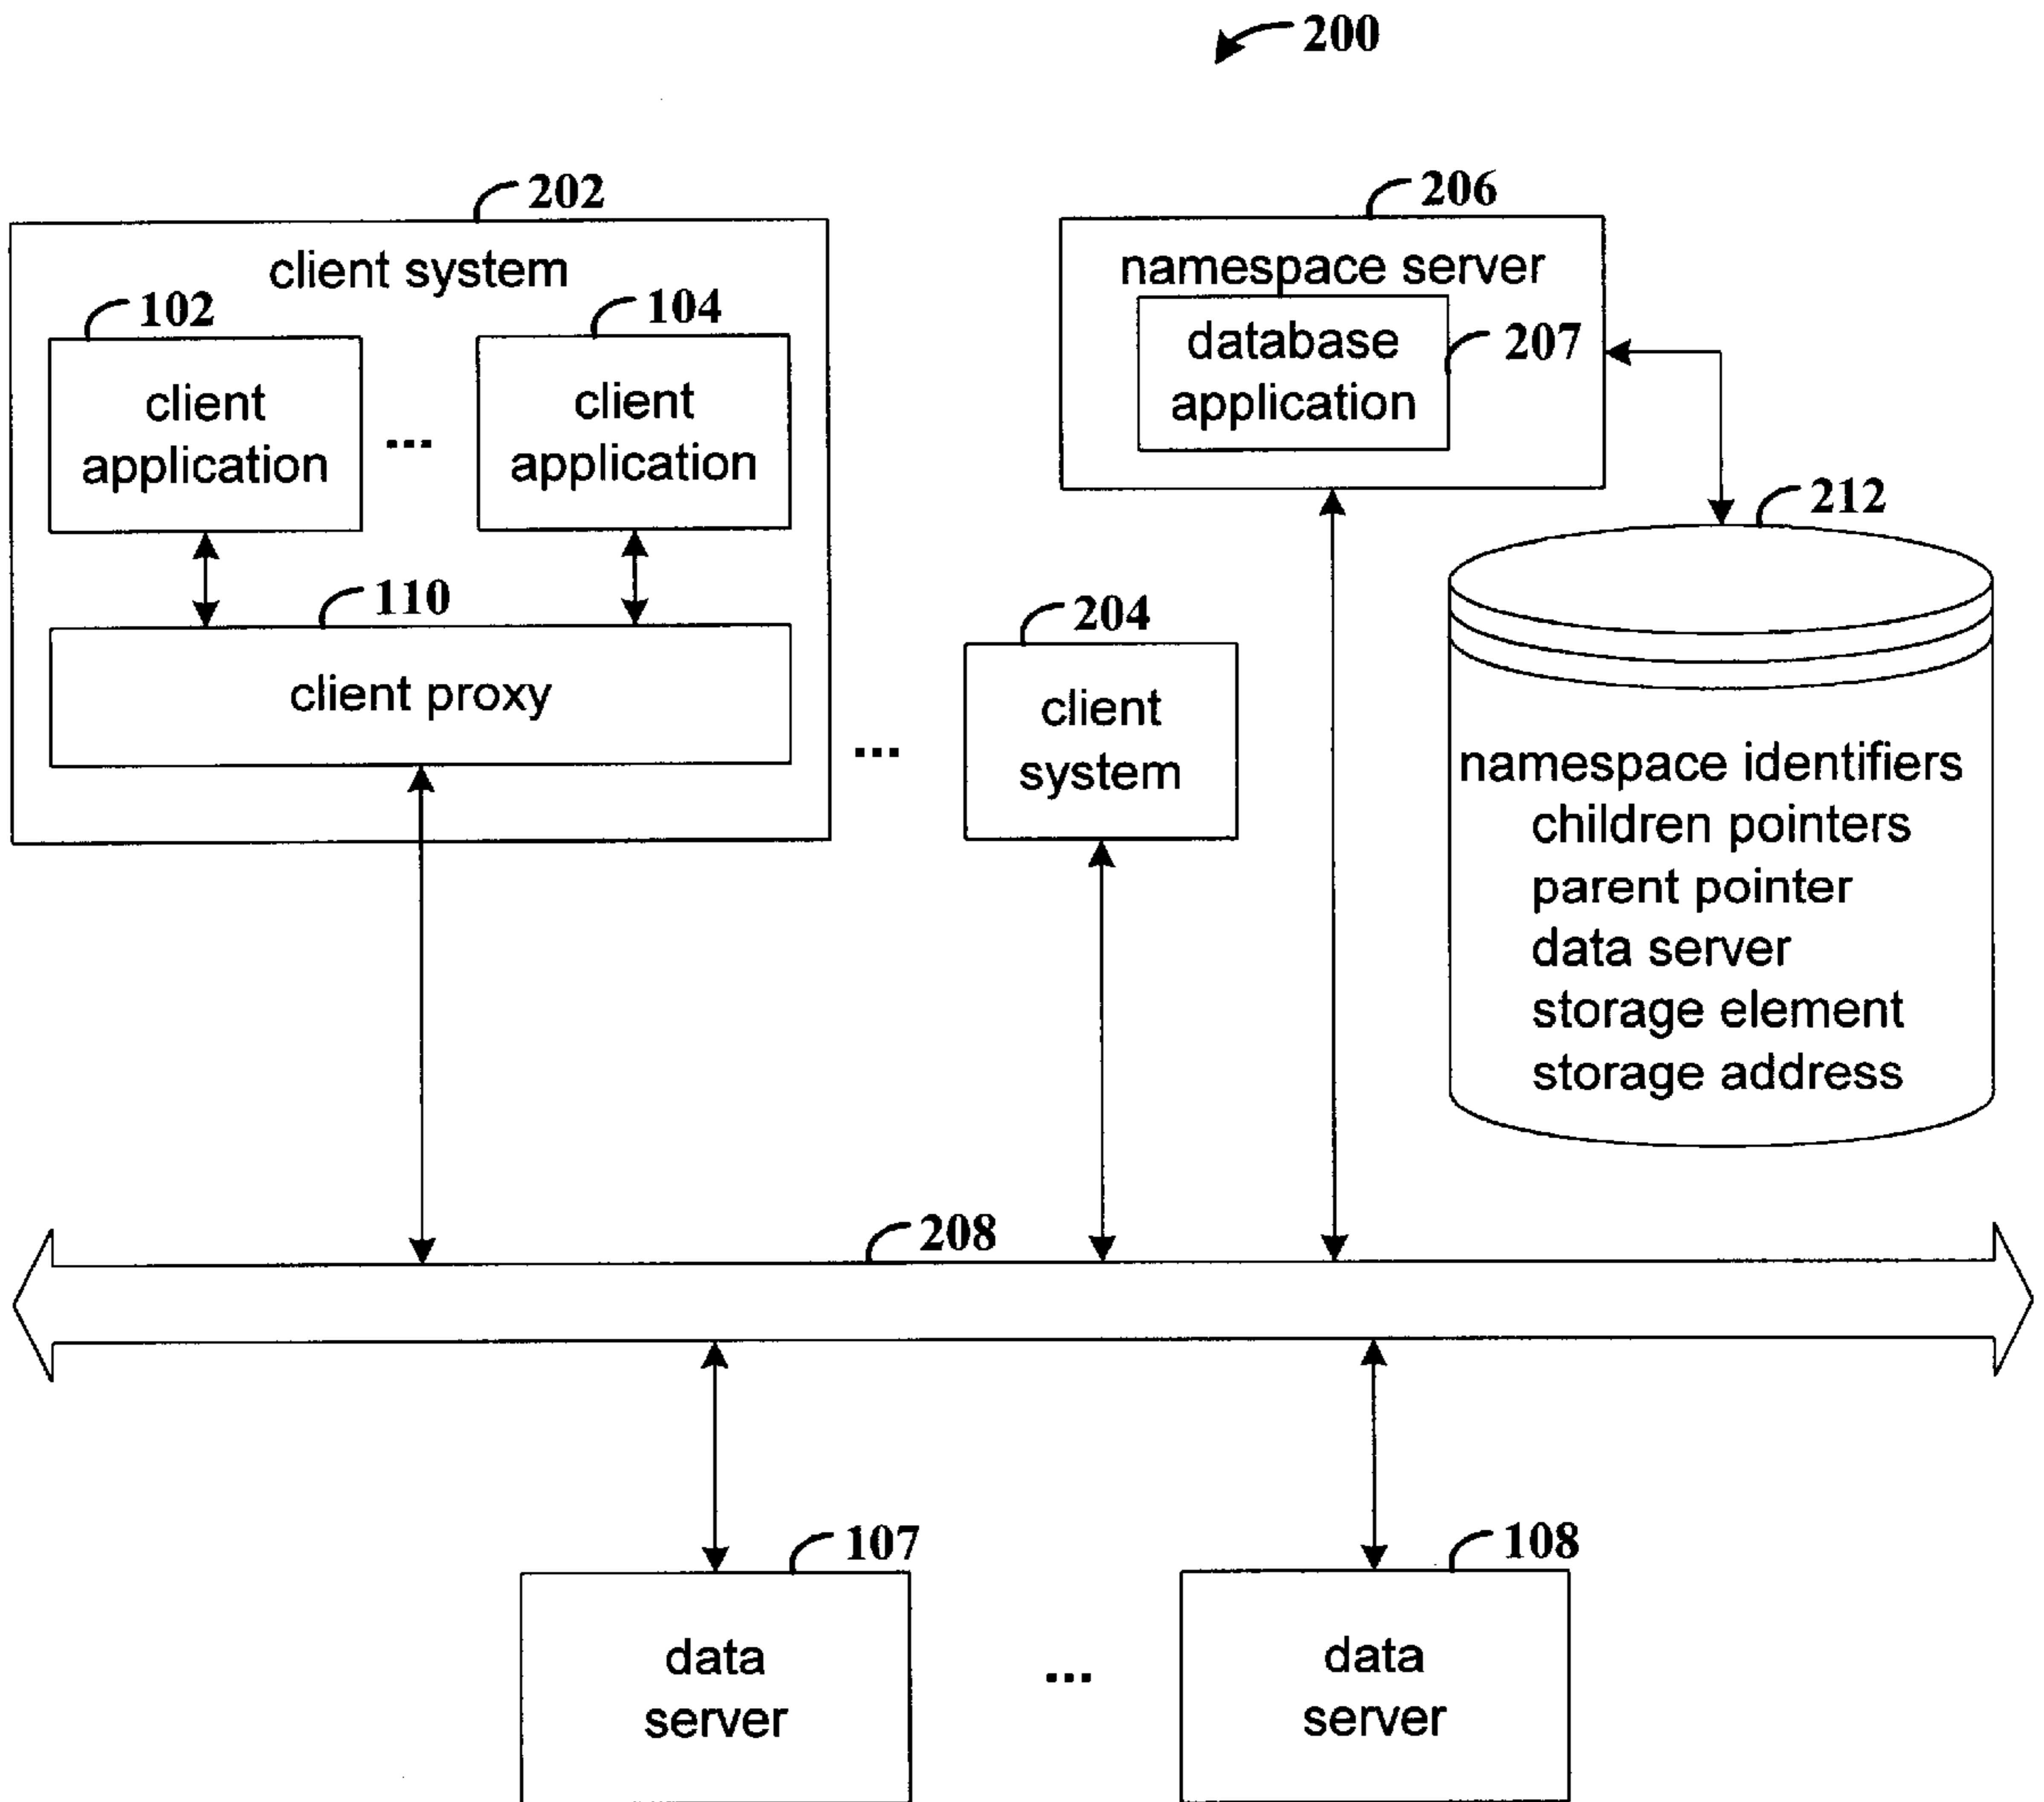 200
202
client system
102
104
client
application
...
client
application
110
client proxy
206
namespace server
database
application
207
212
namespace identifiers
children pointers
parent pointer
data server
storage element
storage address
...
204
client
system
208
107
data
server
...
108
data
server